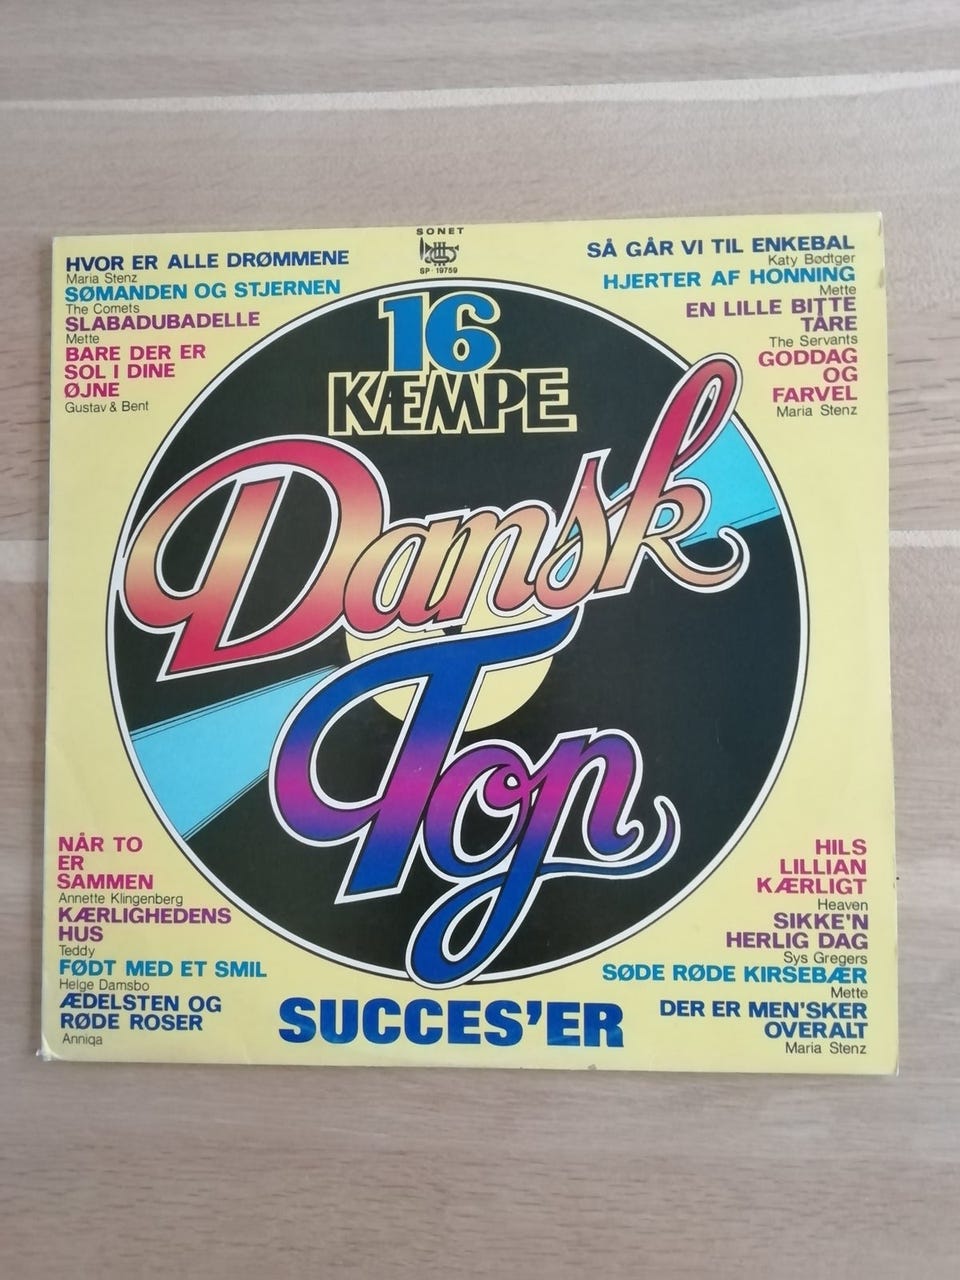 SONET
SP-19759
HVOR ER ALLE DRØMMENE
Maria Stenz
SØMANDEN OG STJERNEN
The Comets
SLABADUBADELLE
Mette
BARE DER ER
SOL I DINE
ØJNE
Gustav & Bent
SÅ GÅR VI TIL ENKEBAL
Katy Bødtger
HJERTER AF HONNING
Mette
EN LILLE BITTE
TÅRE
The Servants
GODDAG
OG
FARVEL
Maria Stenz
16
KÆMPE
Dansk
Top
SUCCES'ER
NÅR TO
ER
SAMMEN
Annette Klingenberg
KÆRLIGHEDENS
HUS
Teddy
FØDT MED ET SMIL
Helge Damsbo
ÆDELSTEN OG
RØDE ROSER
Anniqa
HILS
LILLIAN
KÆRLIGT
Heaven
SIKKE'N
HERLIG DAG
Sys Gregers
SØDE RØDE KIRSEBÆR
Mette
DER ER MEN'SKER
OVERALT
Maria Stenz